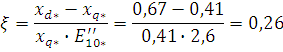 ξ = (x_{d*} − x_{q*}) / (x_{q*} · E''_{10*}) = (0,67 − 0,41) / (0,41 · 2,6) = 0,26